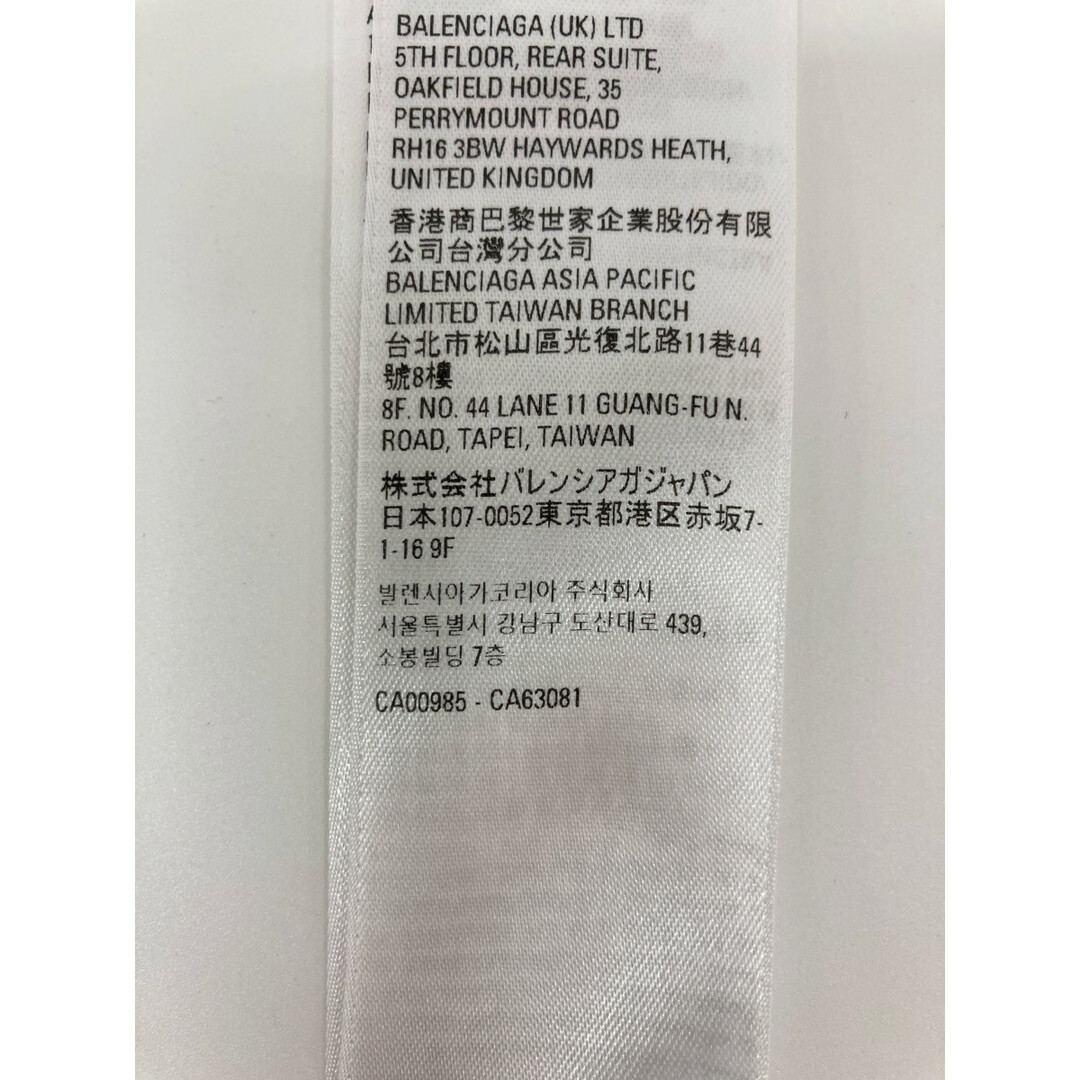 BALENCIAGA (UK) LTD
5TH FLOOR, REAR SUITE,
OAKFIELD HOUSE, 35
PERRYMOUNT ROAD
RH16 3BW HAYWARDS HEATH,
UNITED KINGDOM
香港商巴黎世家企業股份有限
公司台灣分公司
BALENCIAGA ASIA PACIFIC
LIMITED TAIWAN BRANCH
台北市松山區光復北路11巷44
號8樓
8F. NO. 44 LANE 11 GUANG-FU N.
ROAD, TAPEI, TAIWAN
株式会社バレンシアガジャパン
日本107-0052東京都港区赤坂7-
1-16 9F
발렌시아가코리아 주식회사
서울특별시 강남구 도산대로 439,
소봉빌딩 7층
CA00985 - CA63081